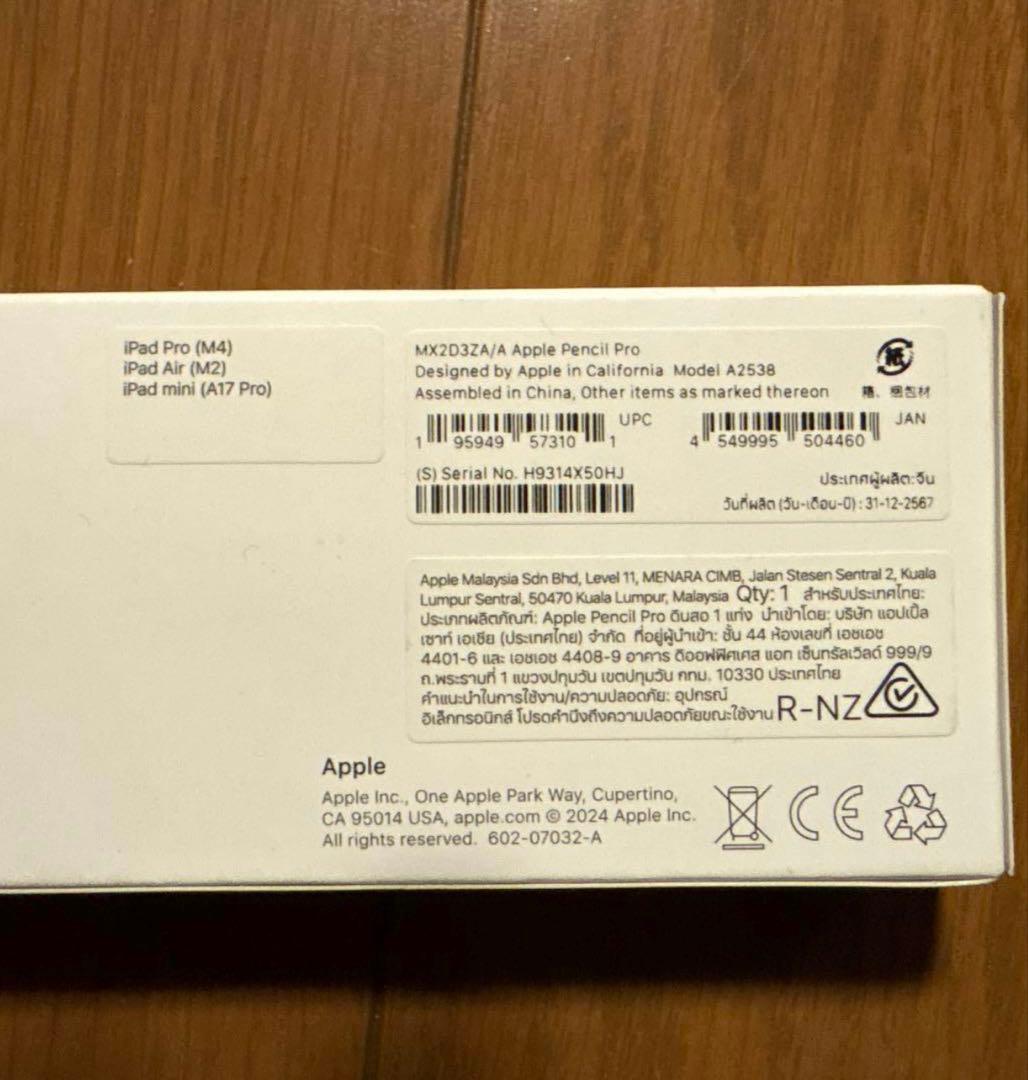 iPad Pro (M4)
iPad Air (M2)
iPad mini (A17 Pro)
MX2D3ZA/A Apple Pencil Pro
Designed by Apple in California Model A2538
Assembled in China, Other items as marked thereon
紙
箱、梱包材
UPC
1 95949 57310 1
JAN
4 549995 504460
(S) Serial No. H9314X50HJ
ประเทศผู้ผลิต:จีน
วันที่ผลิต (วัน-เดือน-ปี) : 31-12-2567
Apple Malaysia Sdn Bhd, Level 11, MENARA CIMB, Jalan Stesen Sentral 2, Kuala
Lumpur Sentral, 50470 Kuala Lumpur, Malaysia Qty: 1 สำหรับประเทศไทย:
ประเภทผลิตภัณฑ์: Apple Pencil Pro ดินสอ 1 แท่ง นำเข้าโดย: บริษัท แอปเปิ้ล
เซาท์ เอเชีย (ประเทศไทย) จำกัด ที่อยู่ผู้นำเข้า: ชั้น 44 ห้องเลขที่ เอชเอช
4401-6 และ เอชเอช 4408-9 อาคาร ดิออฟฟิศเศส แอท เซ็นทรัลเวิลด์ 999/9
ถ.พระรามที่ 1 แขวงปทุมวัน เขตปทุมวัน กทม. 10330 ประเทศไทย
คำแนะนำในการใช้งาน/ความปลอดภัย: อุปกรณ์
อิเล็กทรอนิกส์ โปรดคำนึงถึงความปลอดภัยขณะใช้งาน R-NZ
Apple
Apple Inc., One Apple Park Way, Cupertino,
CA 95014 USA, apple.com © 2024 Apple Inc.
All rights reserved. 602-07032-A
CE